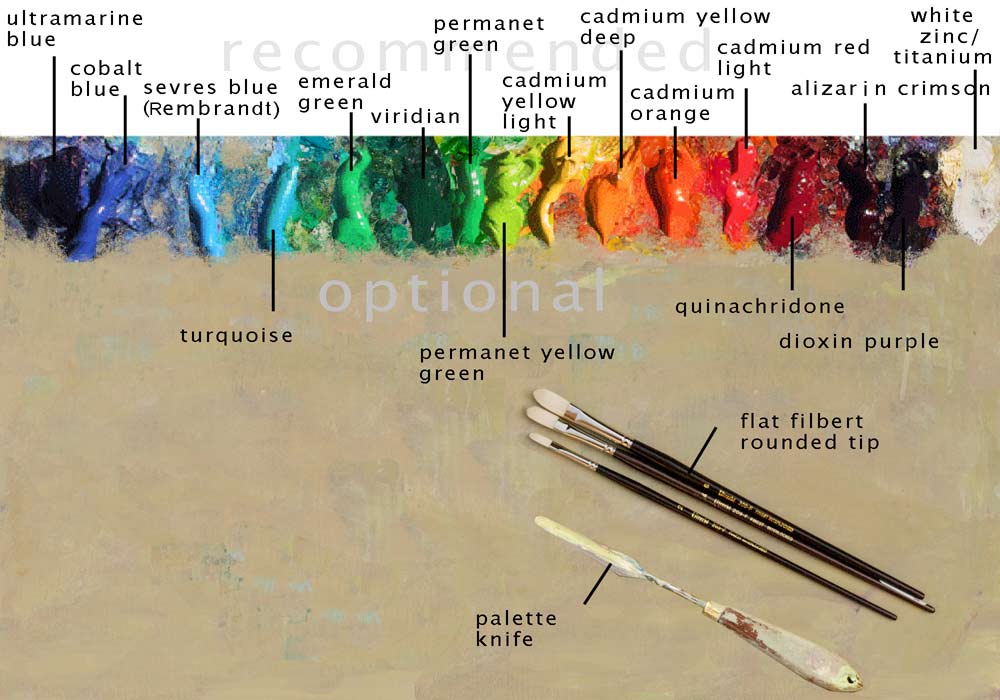 recommended
ultramarine
blue
cobalt
blue
sevres blue
(Rembrandt)
emerald
green
viridian
permanet
green
cadmium
yellow
light
cadmium yellow
deep
cadmium
orange
cadmium red
light
alizarin crimson
white
zinc/
titanium
optional
turquoise
permanet yellow
green
quinachridone
dioxin purple
flat filbert
rounded tip
palette
knife